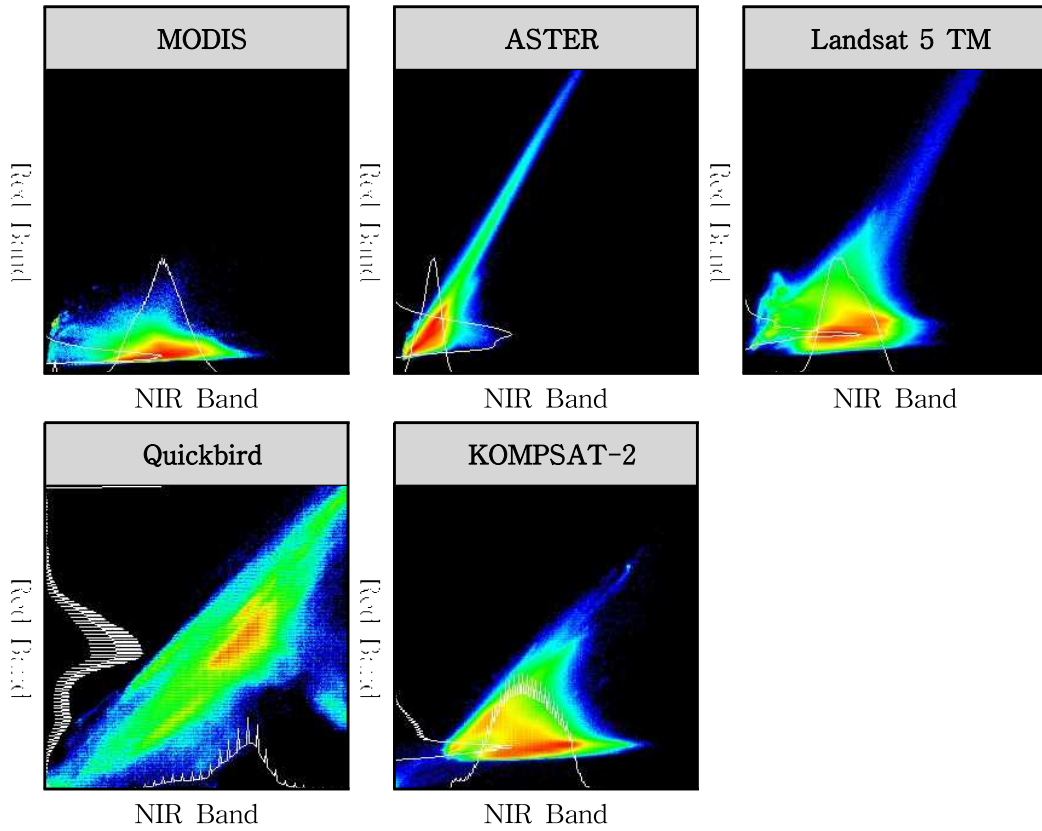 MODIS
ASTER
Landsat 5 TM
Red Band
Red Band
Red Band
NIR Band
NIR Band
NIR Band
Quickbird
KOMPSAT-2
Red Band
Red Band
NIR Band
NIR Band